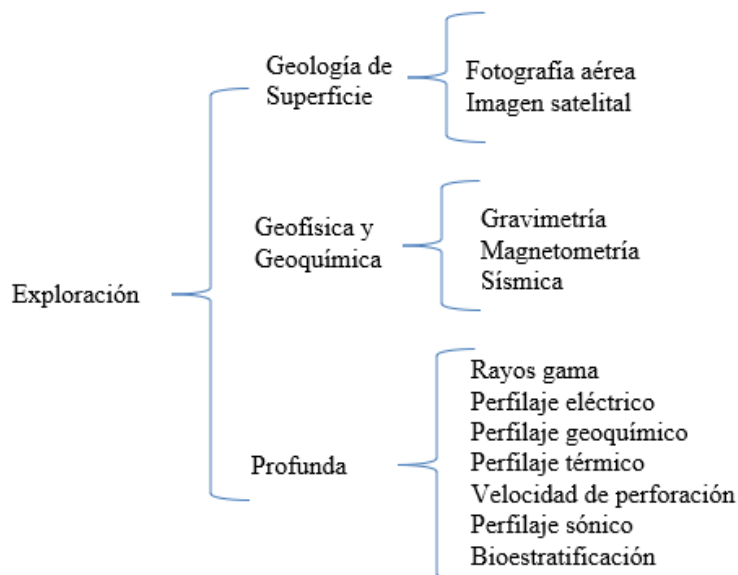 Exploración
Geología de
Superficie
Fotografía aérea
Imagen satelital
Geofísica y
Geoquímica
Gravimetría
Magnetometría
Sísmica
Profunda
Rayos gama
Perfilaje eléctrico
Perfilaje geoquímico
Perfilaje térmico
Velocidad de perforación
Perfilaje sónico
Bioestratificación